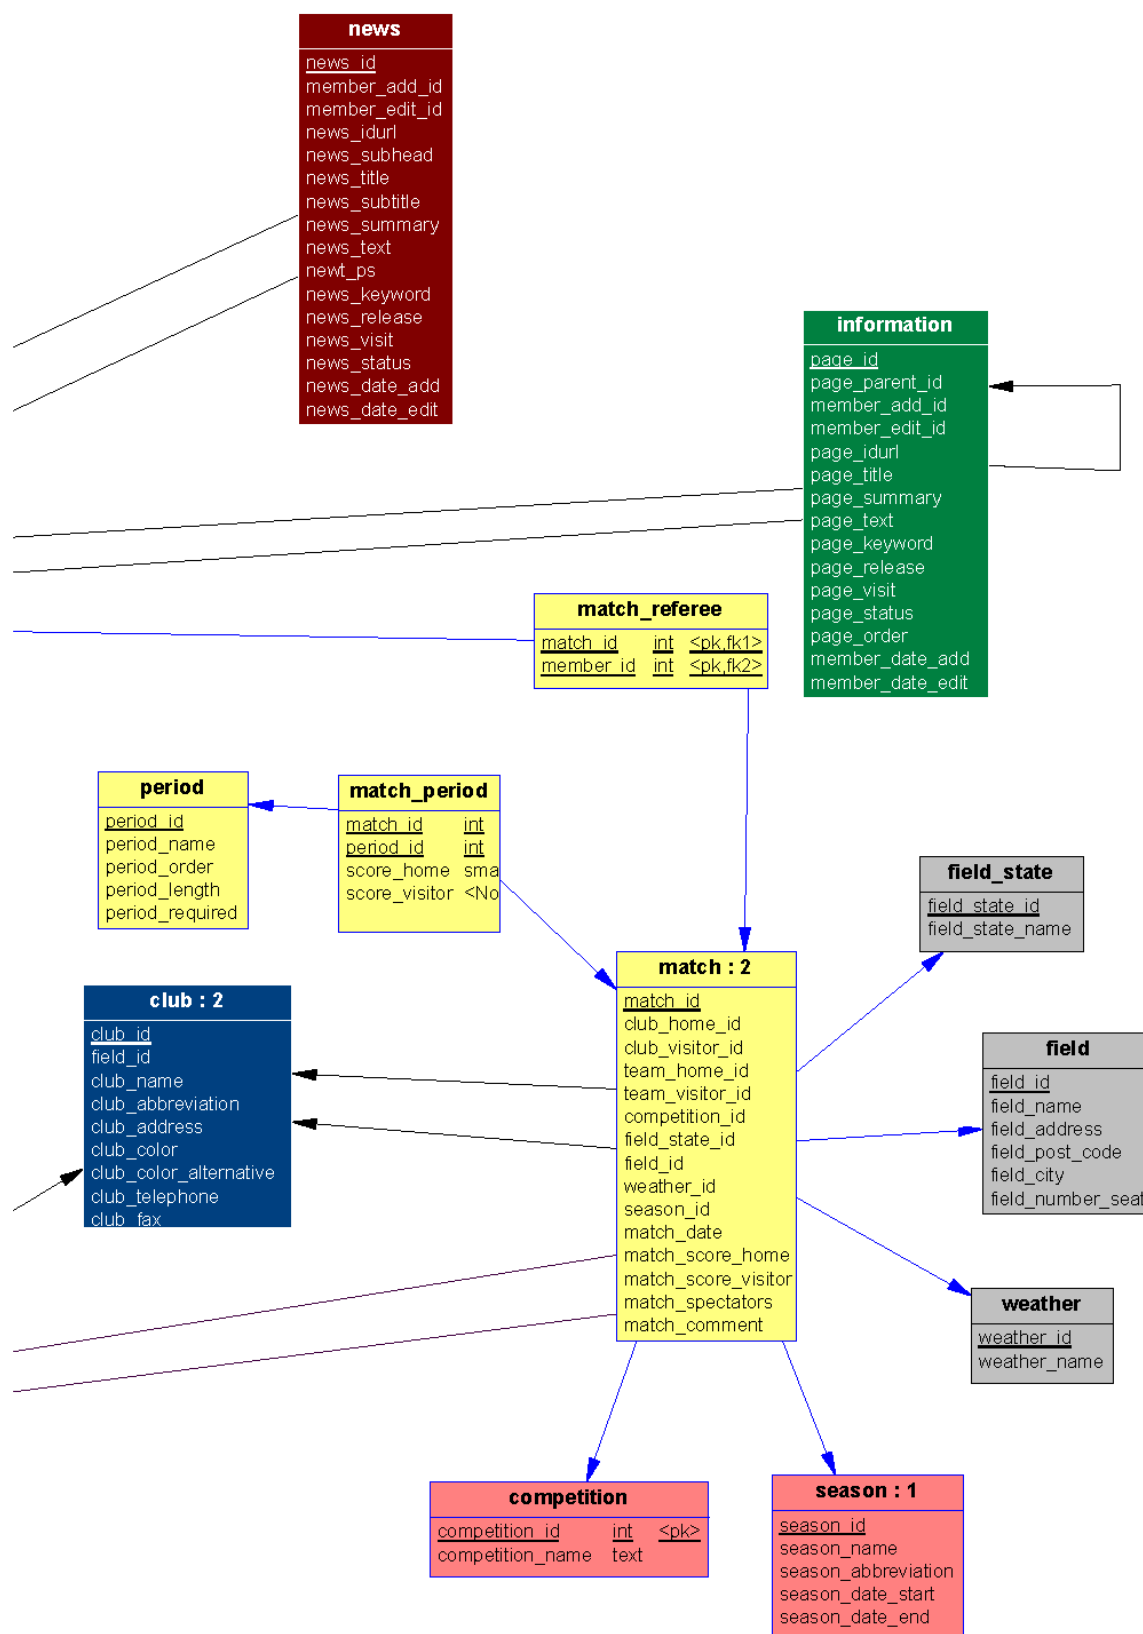 news
news_id
member_add_id
member_edit_id
news_idurl
news_subhead
news_title
news_subtitle
news_summary
news_text
newt_ps
news_keyword
news_release
news_visit
news_status
news_date_add
news_date_edit
information
page_id
page_parent_id
member_add_id
member_edit_id
page_idurl
page_title
page_summary
page_text
page_keyword
page_release
page_visit
page_status
page_order
member_date_add
member_date_edit
match_referee
match_id int <pk,fk1>
member_id int <pk,fk2>
period
period_id
period_name
period_order
period_length
period_required
match_period
match_id int
period_id int
score_home sma
score_visitor <No
field_state
field_state_id
field_state_name
match : 2
match_id
club_home_id
club_visitor_id
team_home_id
team_visitor_id
competition_id
field_state_id
field_id
weather_id
season_id
match_date
match_score_home
match_score_visitor
match_spectators
match_comment
club : 2
club_id
field_id
club_name
club_abbreviation
club_address
club_color
club_color_alternative
club_telephone
club_fax
field
field_id
field_name
field_address
field_post_code
field_city
field_number_seat
weather
weather_id
weather_name
competition
competition_id int <pk>
competition_name text
season : 1
season_id
season_name
season_abbreviation
season_date_start
season_date_end